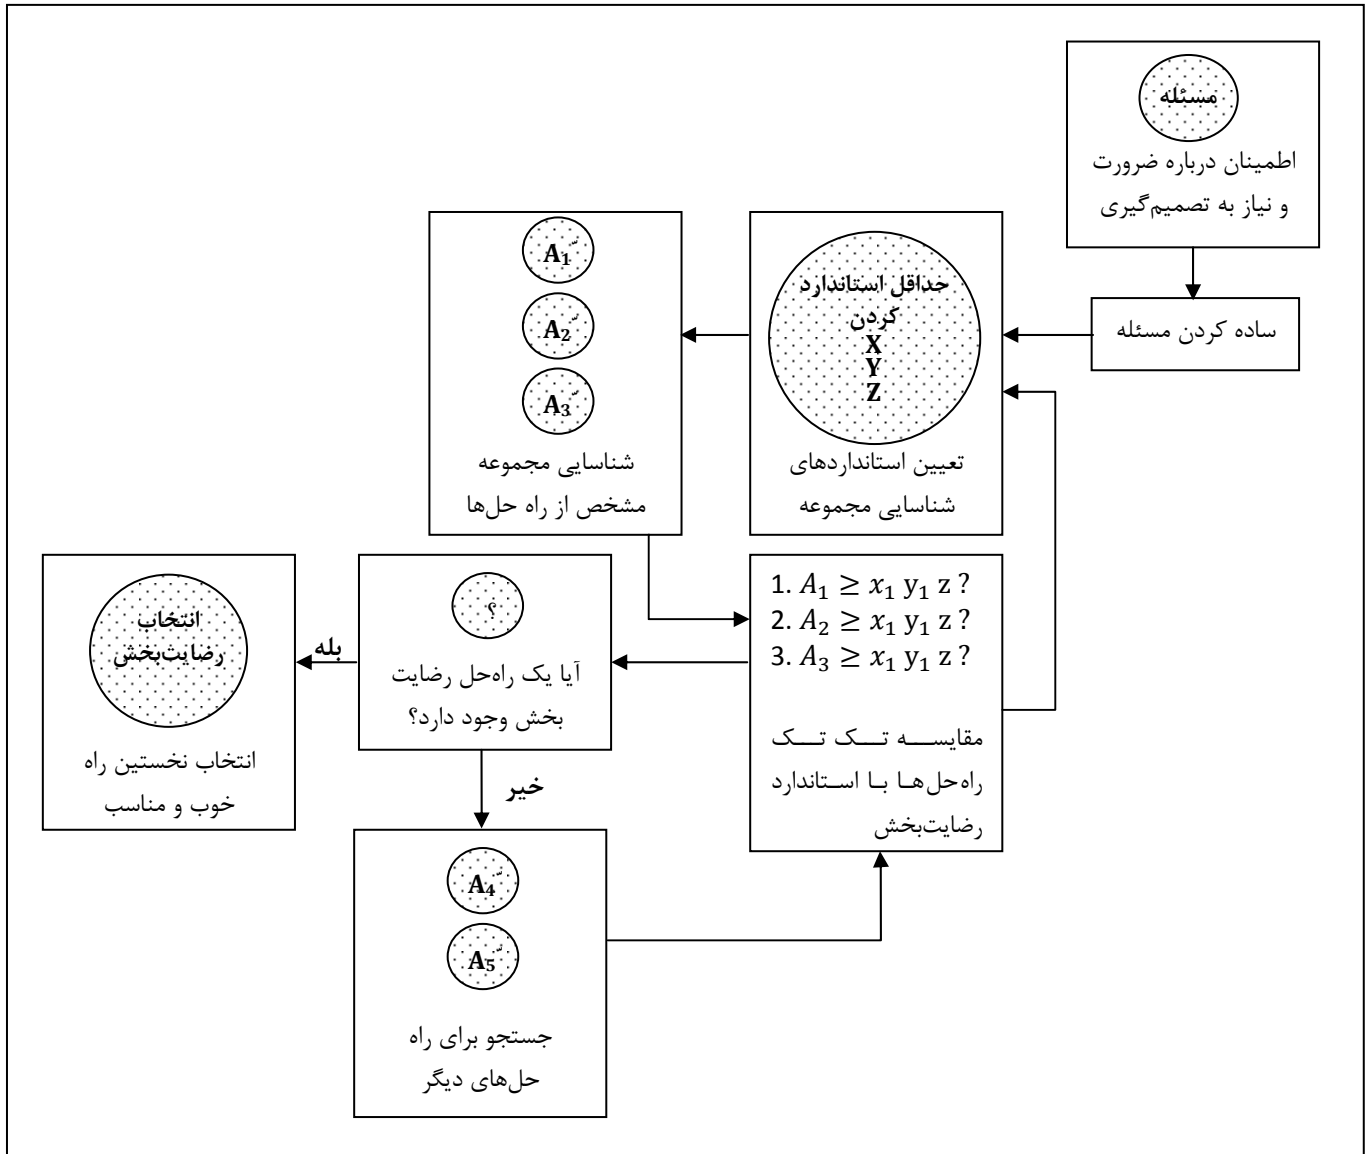 مسئله
اطمینان درباره ضرورت
و نیاز به تصمیم‌گیری
ساده کردن مسئله
حداقل استاندارد
کردن
X
Y
Z
تعیین استانداردهای
شناسایی مجموعه
A₁
A₂
A₃
شناسایی مجموعه
مشخص از راه حل‌ها
1. A₁ ≥ x₁ y₁ z ?
2. A₂ ≥ x₁ y₁ z ?
3. A₃ ≥ x₁ y₁ z ?
مقایسه تک تک
راه‌حل‌ها با استاندارد
رضایت‌بخش
؟
آیا یک راه‌حل رضایت
بخش وجود دارد؟
بله
انتخاب
رضایت‌بخش
انتخاب نخستین راه
خوب و مناسب
خیر
A₄
A₅
جستجو برای راه
حل‌های دیگر